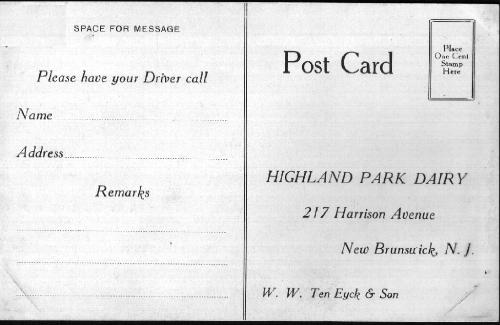 SPACE FOR MESSAGE
Please have your Driver call
Name
Address
Remarks
Post Card
Place
One Cent
Stamp
Here
HIGHLAND PARK DAIRY
217 Harrison Avenue
New Brunswick, N. J.
W. W. Ten Eyck & Son